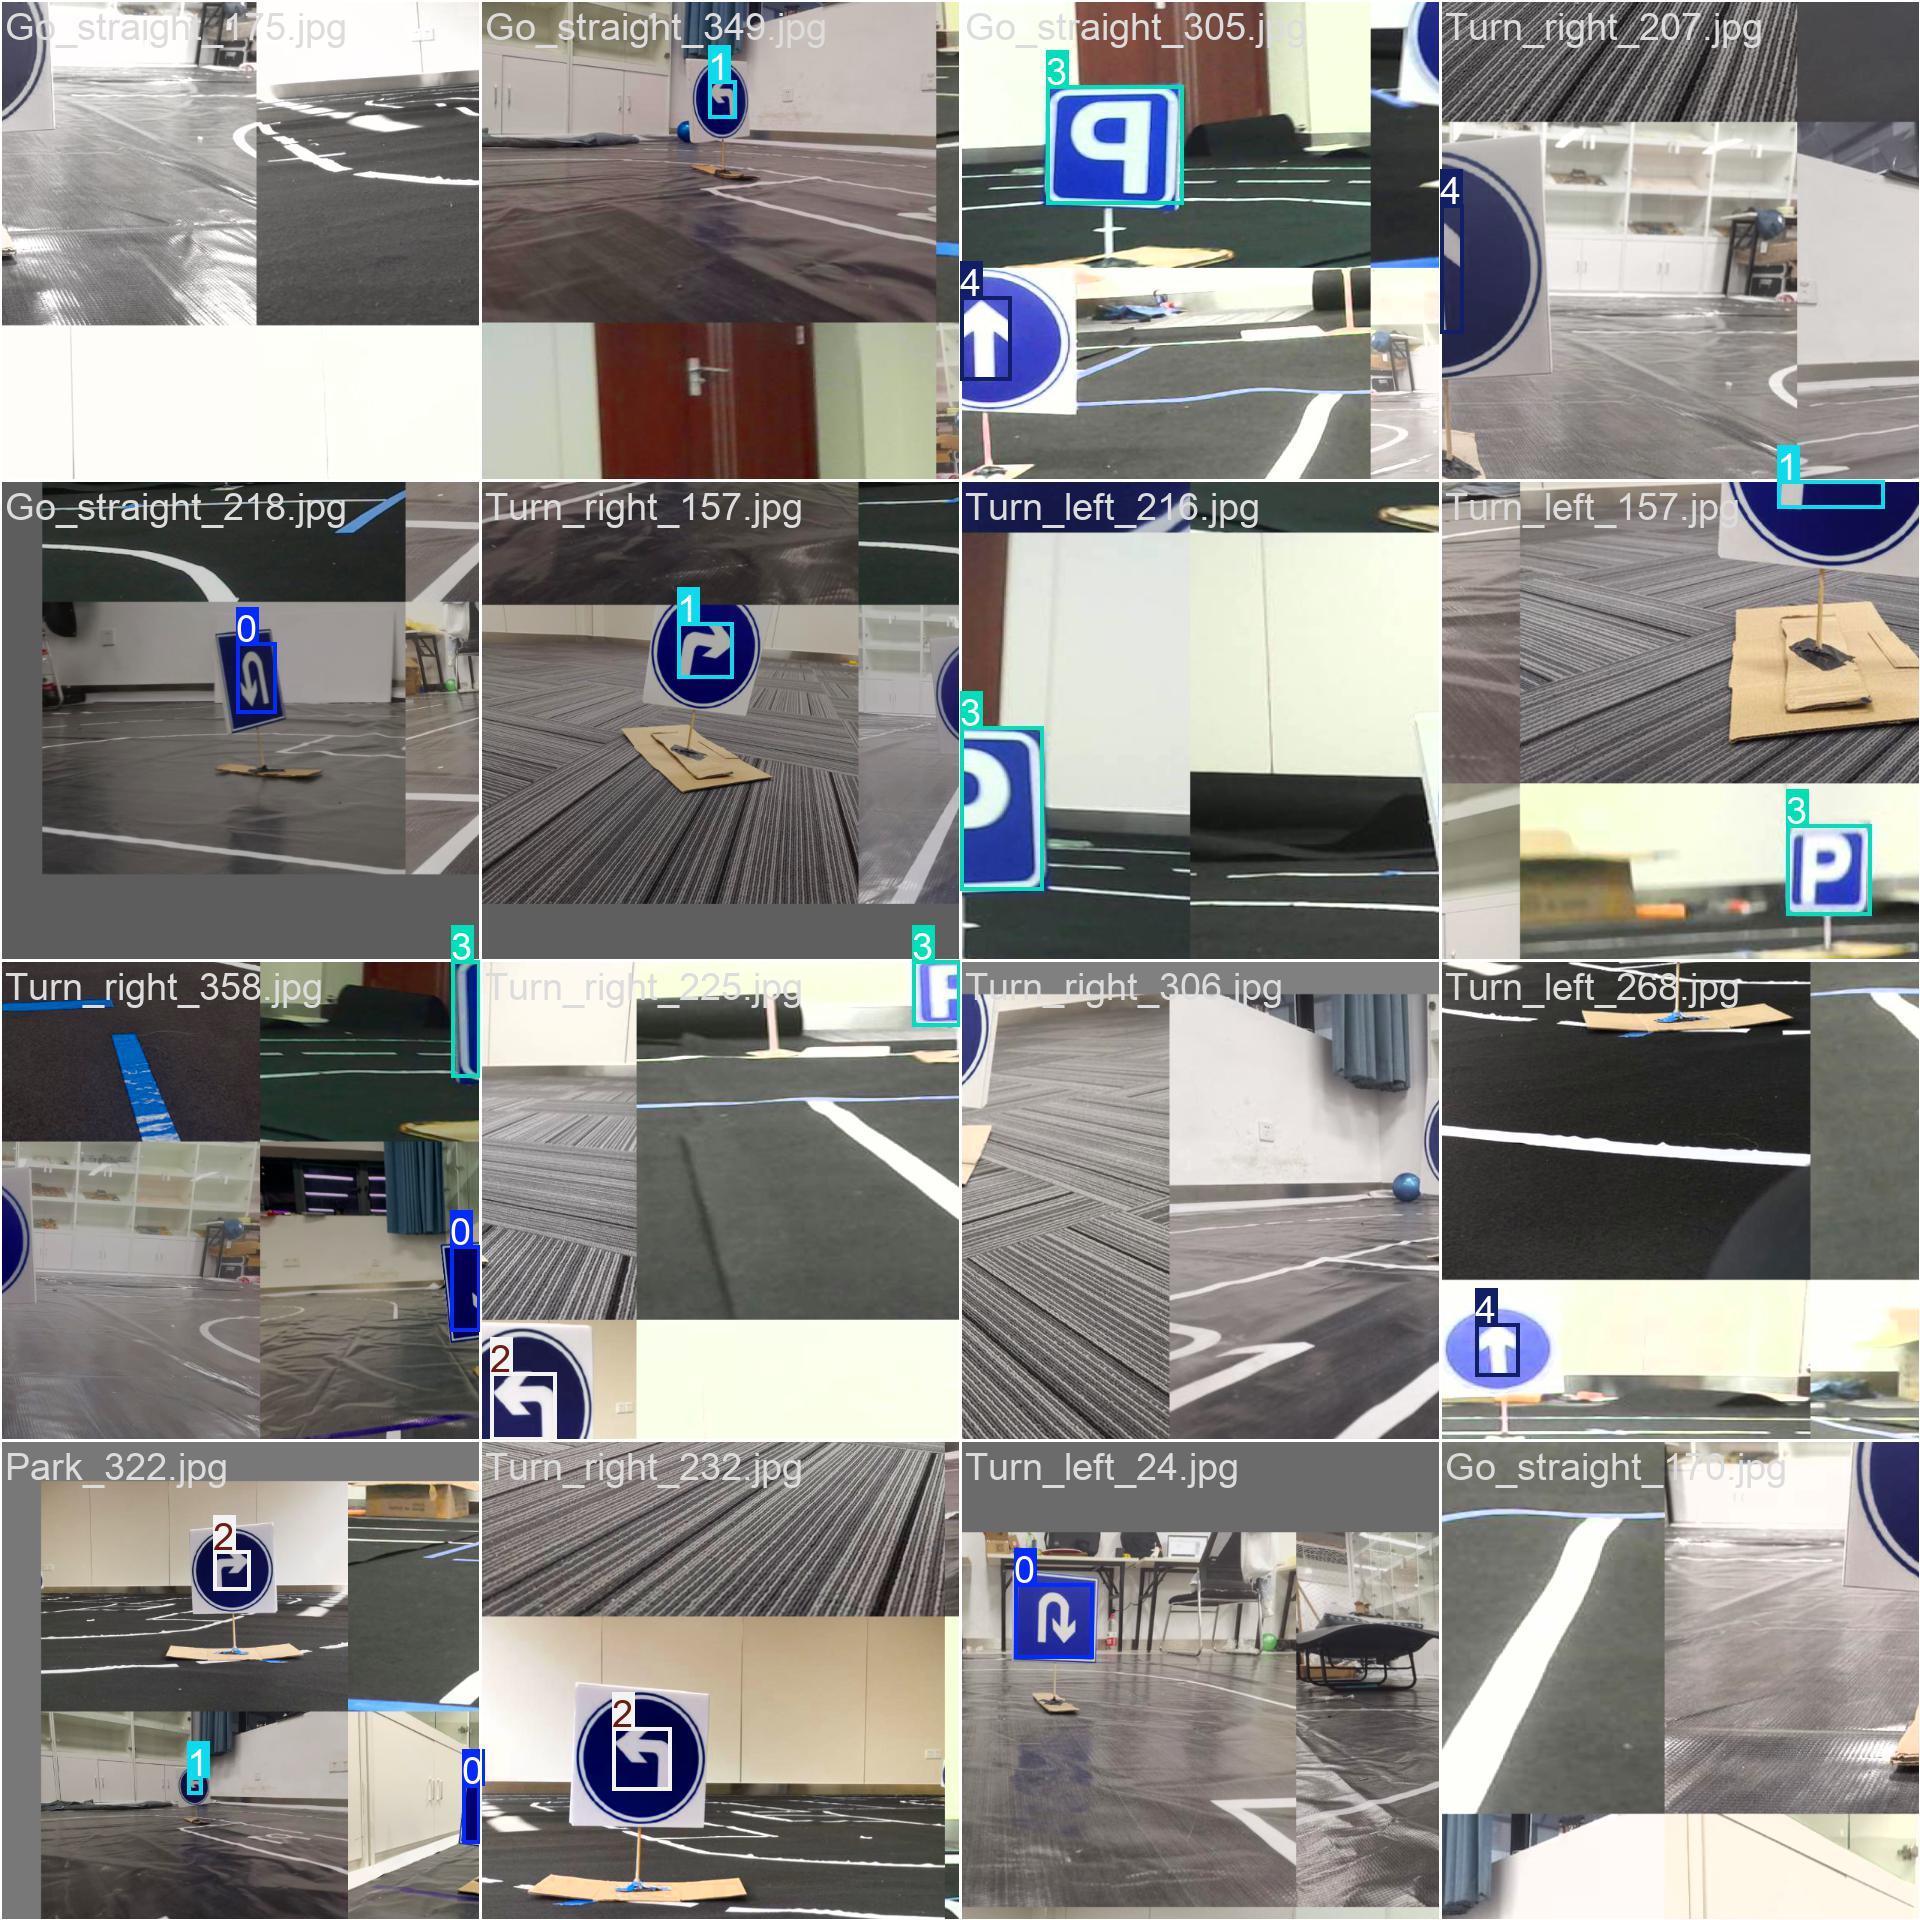 Go_straight_175.jpg
Go_straight_349.jpg
1
Go_straight_305.jpg
3
P
4
Turn_right_207.jpg
4
1
Go_straight_218.jpg
0
Turn_right_157.jpg
1
Turn_left_216.jpg
3
P
Turn_left_157.jpg
3
P
Turn_right_358.jpg
3
0
Turn_right_225.jpg
3
P
2
Turn_right_306.jpg
Turn_left_268.jpg
4
Park_322.jpg
2
1
0
Turn_right_232.jpg
2
Turn_left_24.jpg
0
Go_straight_170.jpg